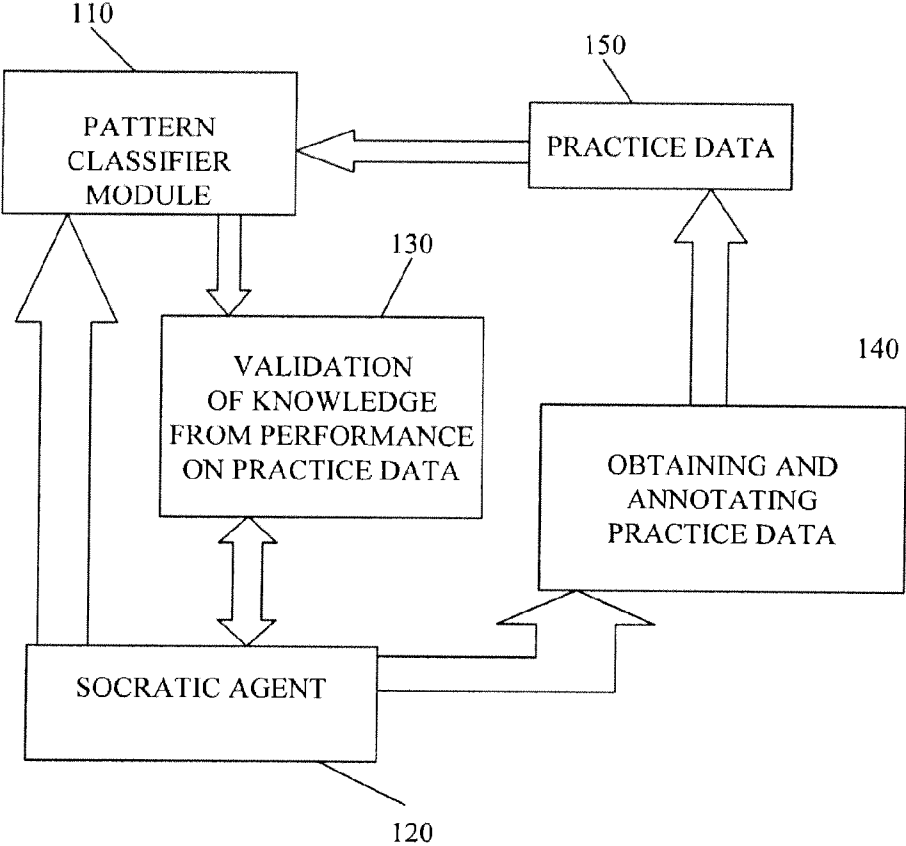 110
150
PATTERN
CLASSIFIER
MODULE
PRACTICE DATA
130
140
VALIDATION
OF KNOWLEDGE
FROM PERFORMANCE
ON PRACTICE DATA
OBTAINING AND
ANNOTATING
PRACTICE DATA
SOCRATIC AGENT
120